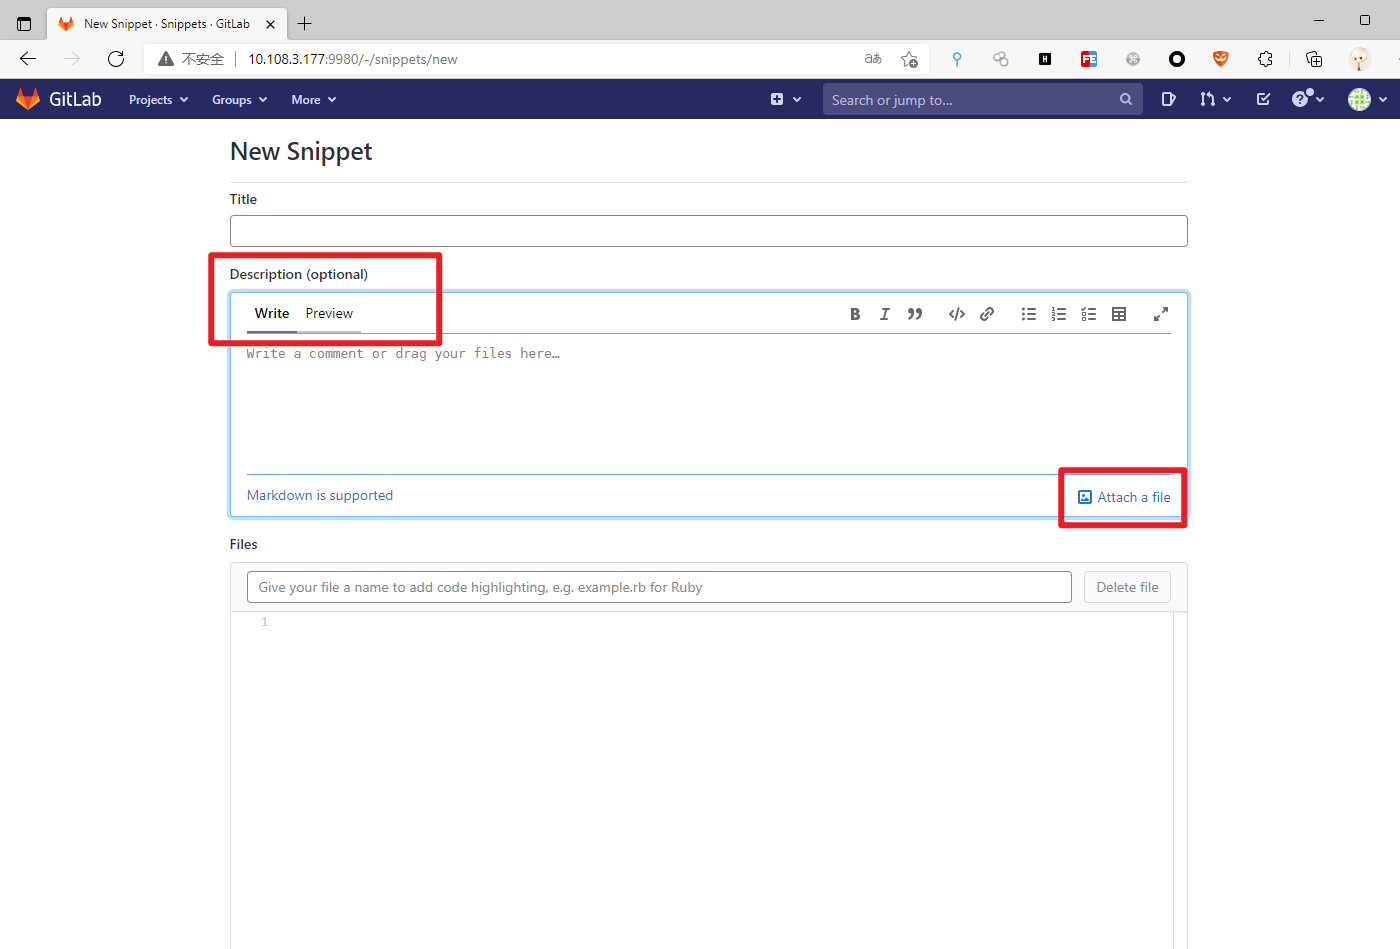 New Snippet · Snippets · GitLab
不安全 10.108.3.177:9980/-/snippets/new aあ H FE
GitLab Projects Groups More Search or jump to...
New Snippet
Title
Description (optional)
Write Preview
Write a comment or drag your files here…
Markdown is supported Attach a file
Files
Give your file a name to add code highlighting, e.g. example.rb for Ruby Delete file
1